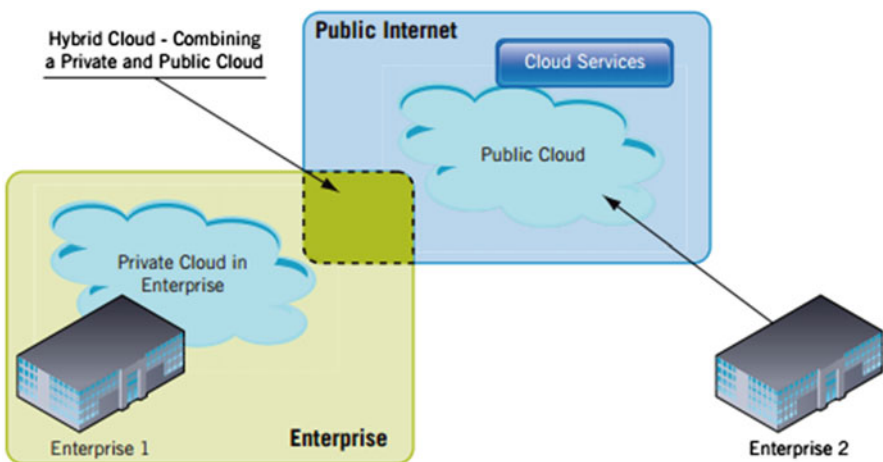 Hybrid Cloud - Combining
a Private and Public Cloud
Public Internet
Cloud Services
Public Cloud
Private Cloud in
Enterprise
Enterprise 1
Enterprise
Enterprise 2